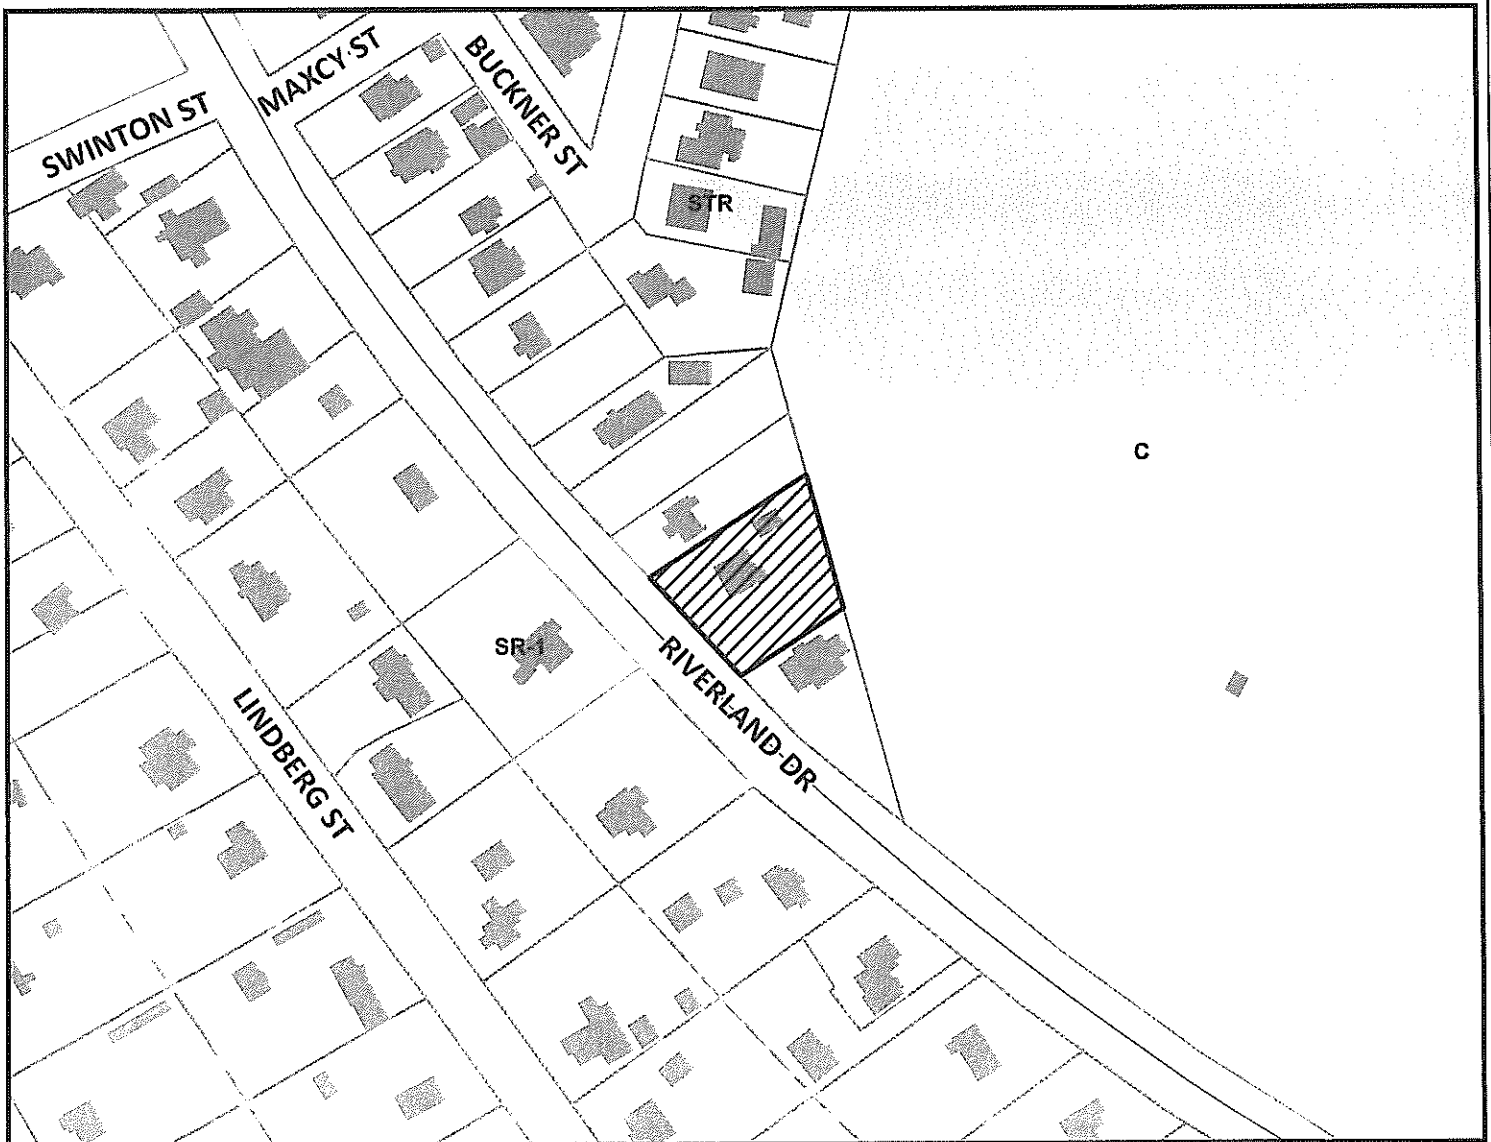 SWINTON ST
MAXCY ST
BUCKNER ST
STR
C
SR-1
RIVERLAND DR
LINDBERG ST